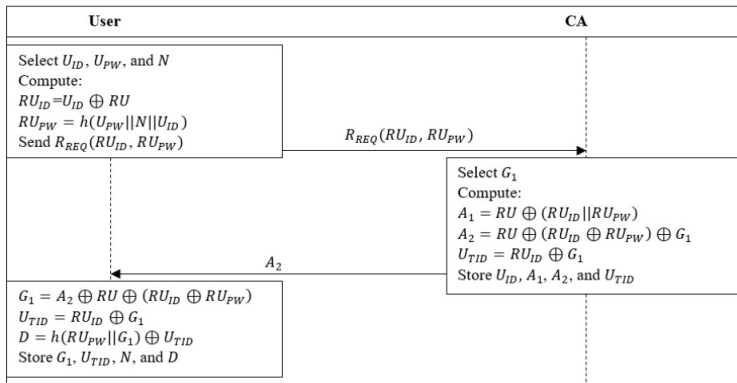 User CA
Select U_ID, U_PW, and N
Compute:
RU_ID=U_ID ⊕ RU
RU_PW = h(U_PW||N||U_ID)
Send R_REQ(RU_ID, RU_PW)
R_REQ(RU_ID, RU_PW)
Select G_1
Compute:
A_1 = RU ⊕ (RU_ID||RU_PW)
A_2 = RU ⊕ (RU_ID ⊕ RU_PW) ⊕ G_1
U_TID = RU_ID ⊕ G_1
Store U_ID, A_1, A_2, and U_TID
A_2
G_1 = A_2 ⊕ RU ⊕ (RU_ID ⊕ RU_PW)
U_TID = RU_ID ⊕ G_1
D = h(RU_PW||G_1) ⊕ U_TID
Store G_1, U_TID, N, and D